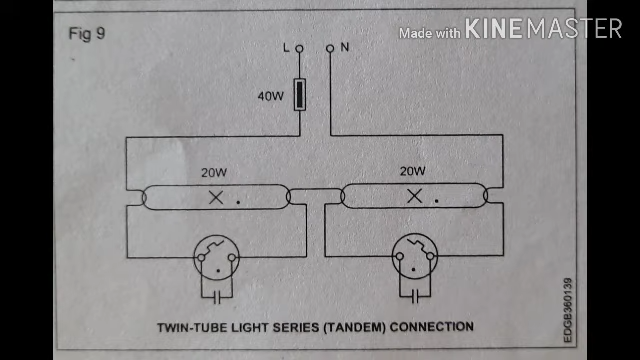 Fig 9
Made with KINEMASTER
L N
40W
20W
20W
EDGB360139
TWIN-TUBE LIGHT SERIES (TANDEM) CONNECTION